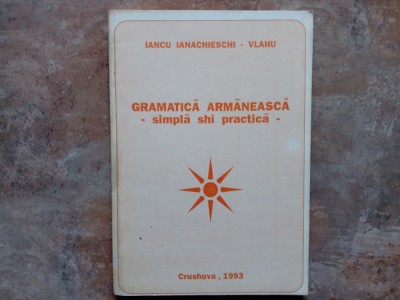 IANCU IANACHIESCHI - VLAHU
GRAMATICĂ ARMÂNEASCĂ
- simplă shi practică -
Crushuva , 1993